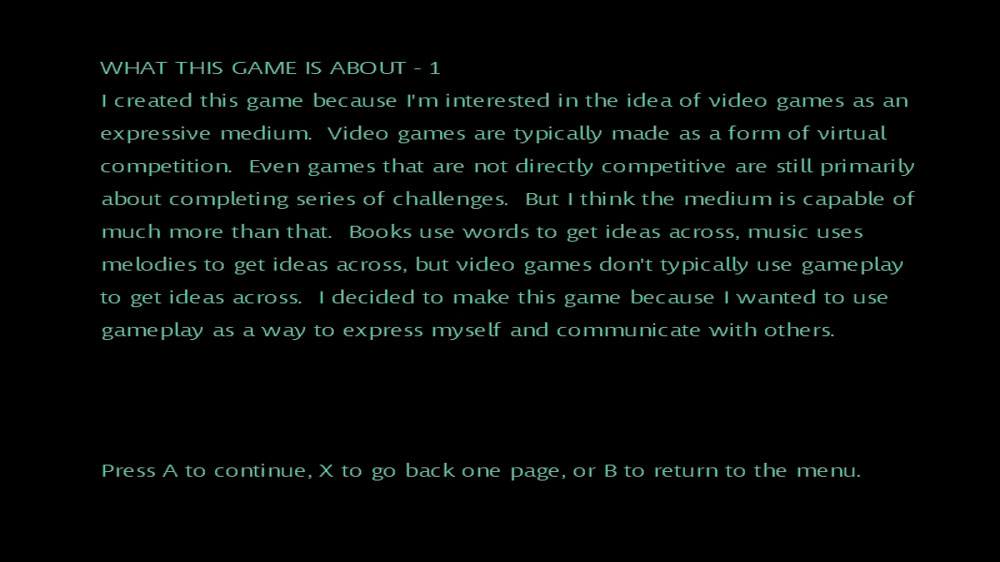 WHAT THIS GAME IS ABOUT - 1
I created this game because I'm interested in the idea of video games as an
expressive medium.  Video games are typically made as a form of virtual
competition.  Even games that are not directly competitive are still primarily
about completing series of challenges.  But I think the medium is capable of
much more than that.  Books use words to get ideas across, music uses
melodies to get ideas across, but video games don't typically use gameplay
to get ideas across.  I decided to make this game because I wanted to use
gameplay as a way to express myself and communicate with others.
Press A to continue, X to go back one page, or B to return to the menu.